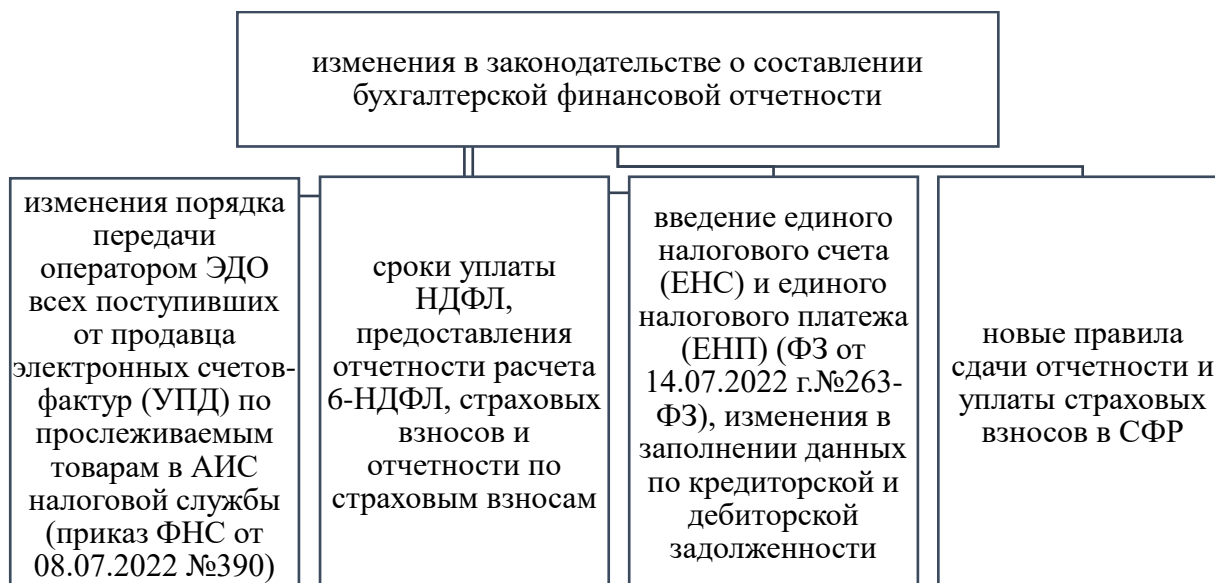 изменения в законодательстве о составлении
бухгалтерской финансовой отчетности
изменения порядка
передачи
оператором ЭДО
всех поступивших
от продавца
электронных счетов-
фактур (УПД) по
прослеживаемым
товарам в АИС
налоговой службы
(приказ ФНС от
08.07.2022 №390)
сроки уплаты
НДФЛ,
предоставления
отчетности расчета
6-НДФЛ, страховых
взносов и
отчетности по
страховым взносам
введение единого
налогового счета
(ЕНС) и единого
налогового платежа
(ЕНП) (ФЗ от
14.07.2022 г.№263-
ФЗ), изменения в
заполнении данных
по кредиторской и
дебиторской
задолженности
новые правила
сдачи отчетности и
уплаты страховых
взносов в СФР